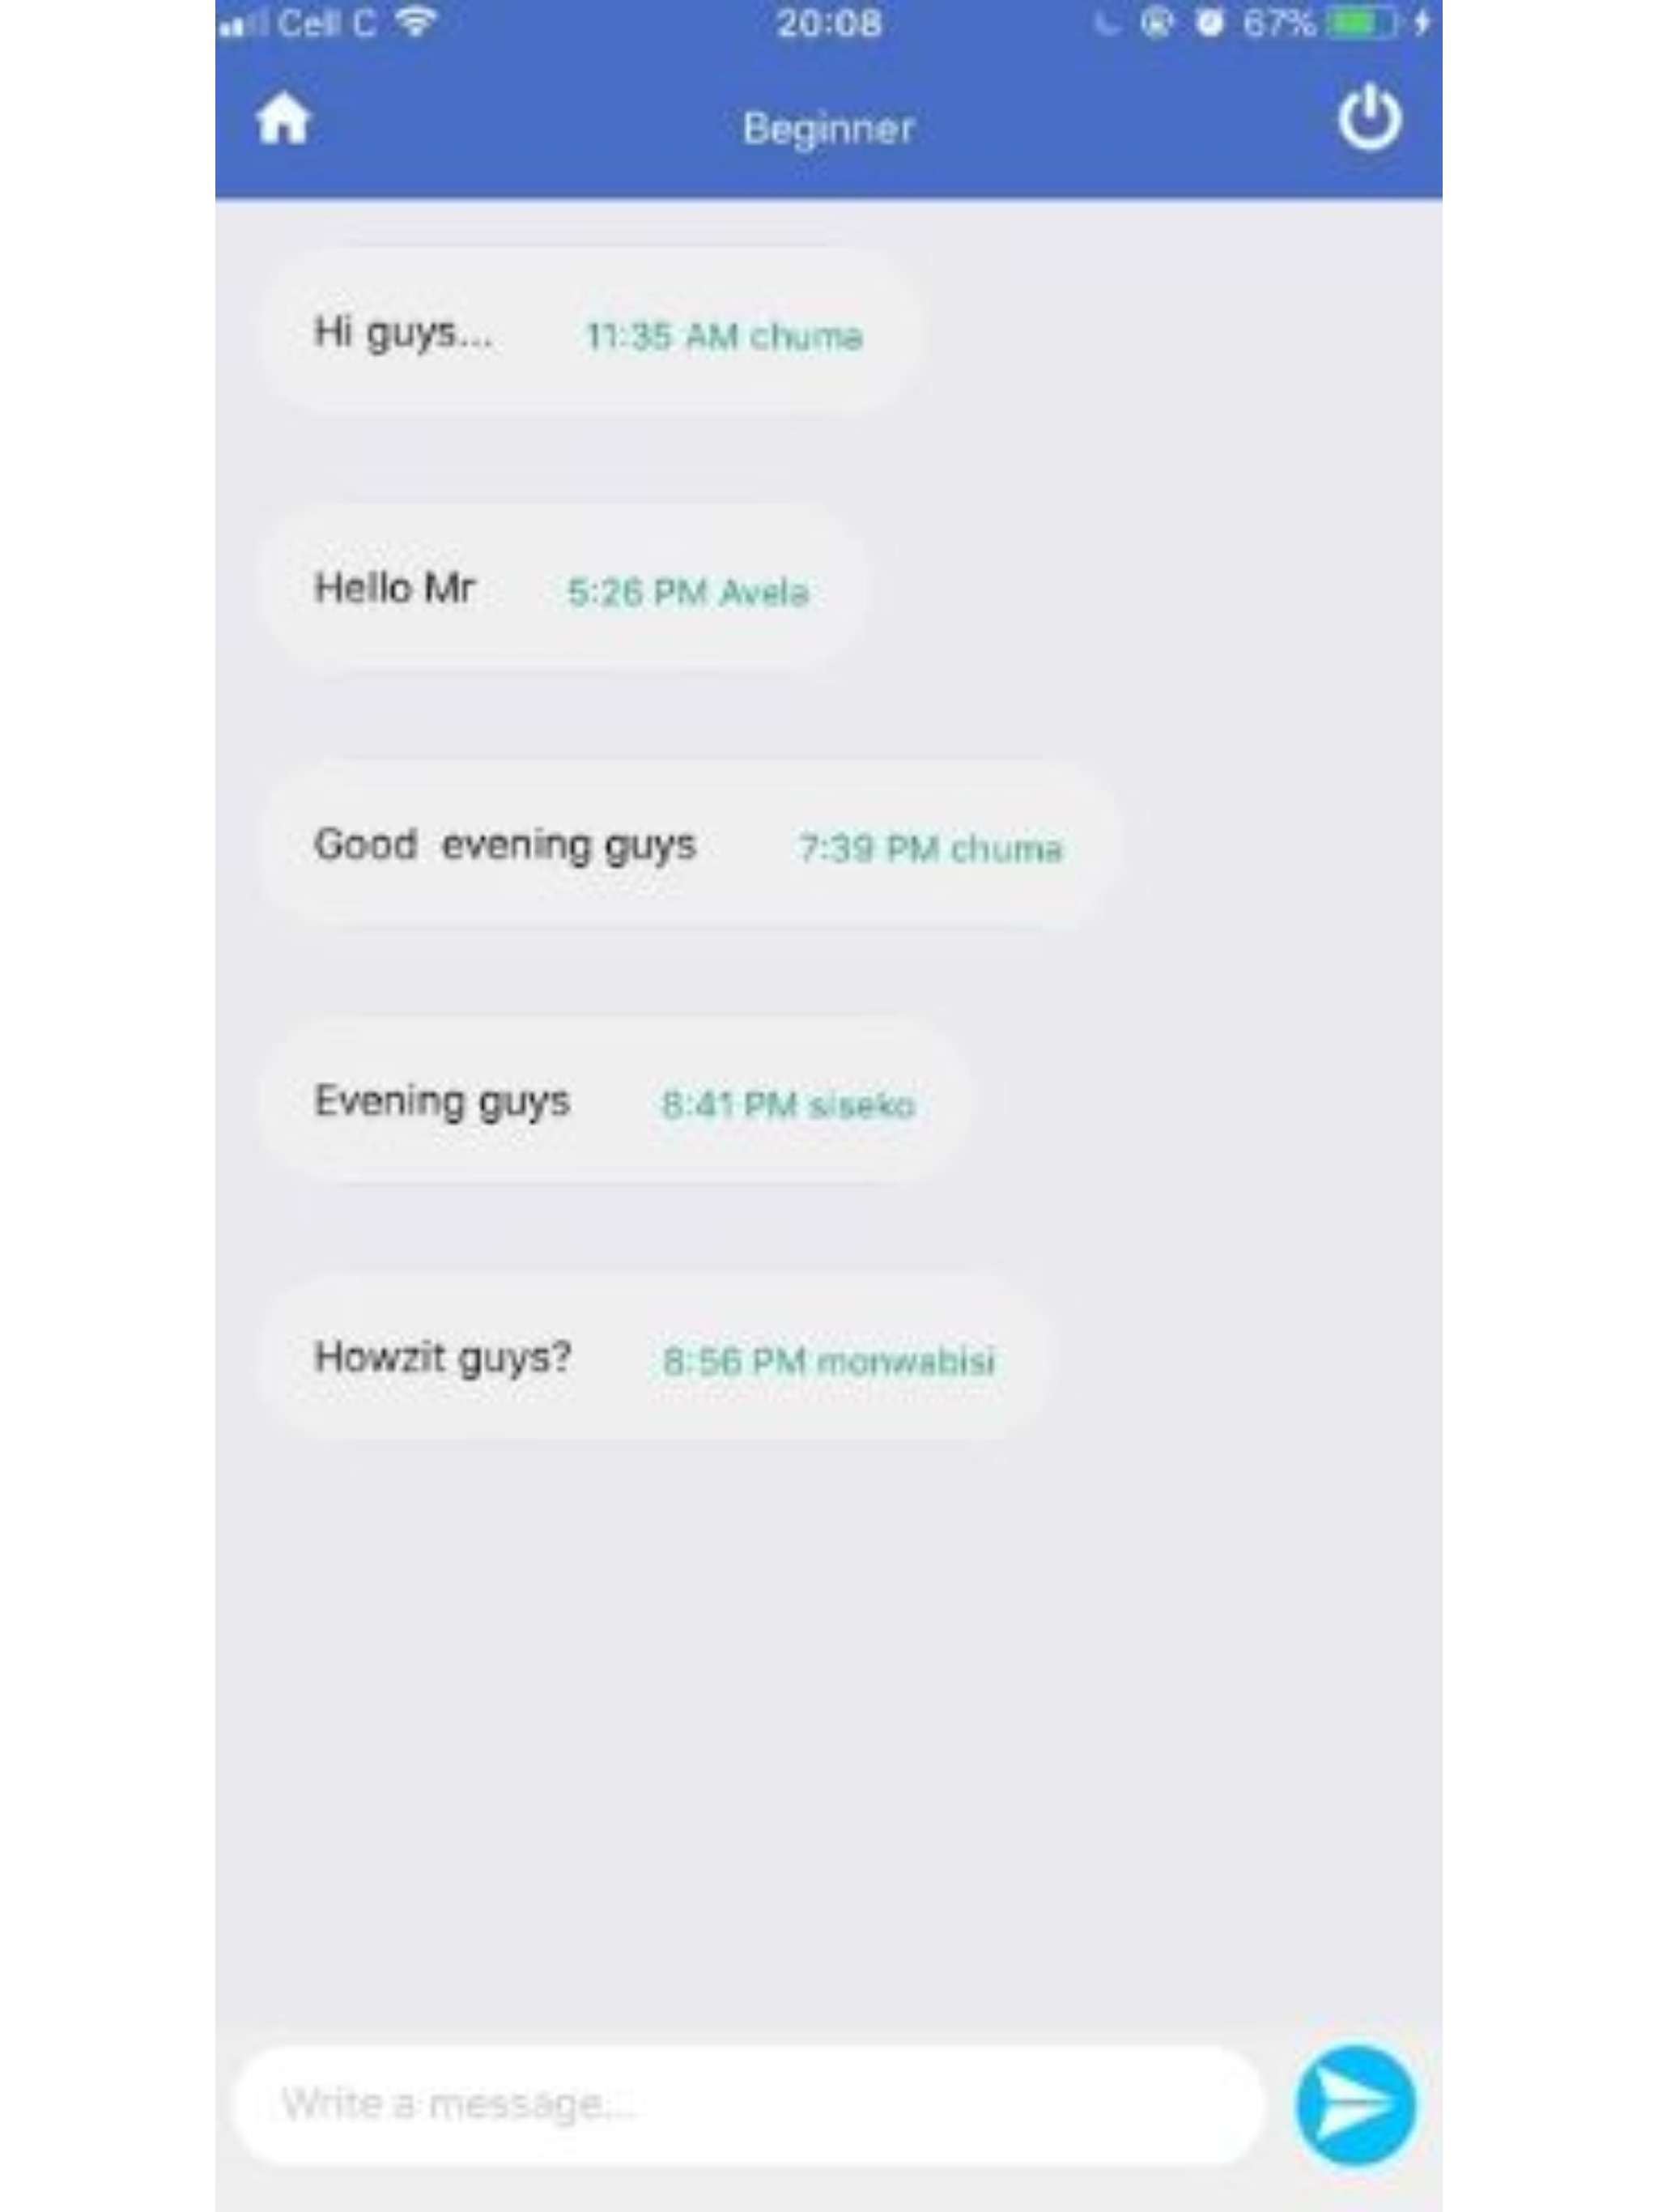 Cell C 20:08 67%
Beginner
Hi guys... 11:35 AM chuma
Hello Mr 5:26 PM Avela
Good evening guys 7:39 PM chuma
Evening guys 8:41 PM siseko
Howzit guys? 8:56 PM monwabisi
Write a message...